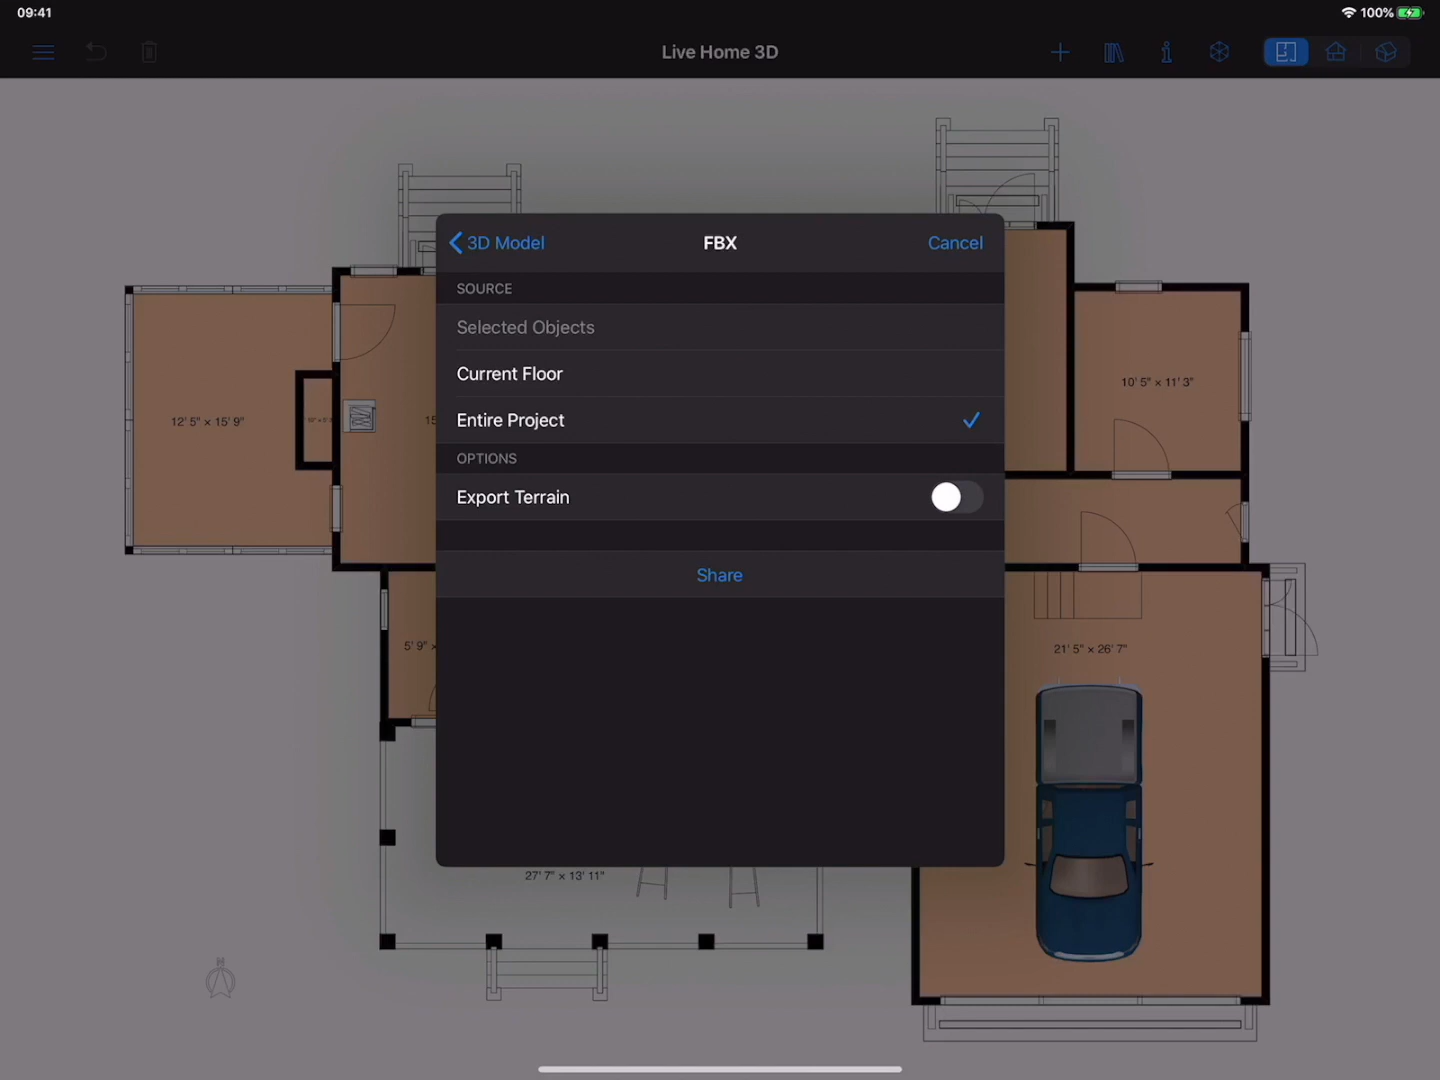 09:41
100%
Live Home 3D
3D Model
FBX
Cancel
SOURCE
Selected Objects
Current Floor
Entire Project
OPTIONS
Export Terrain
Share
12' 5" × 15' 9"
15
10' 5" × 11' 3"
5' 9" ×
21' 5" × 26' 7"
27' 7" × 13' 11"
N